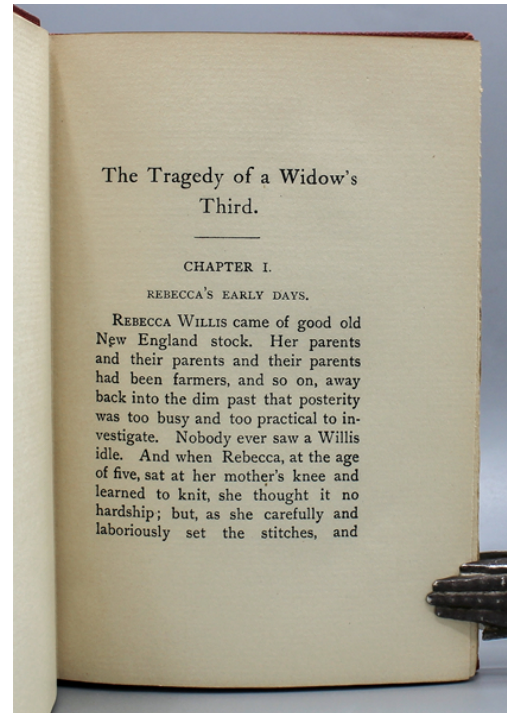 The Tragedy of a Widow's
Third.
CHAPTER I.
REBECCA'S EARLY DAYS.
REBECCA WILLIS came of good old
New England stock. Her parents
and their parents and their parents
had been farmers, and so on, away
back into the dim past that posterity
was too busy and too practical to in-
vestigate. Nobody ever saw a Willis
idle. And when Rebecca, at the age
of five, sat at her mother's knee and
learned to knit, she thought it no
hardship; but, as she carefully and
laboriously set the stitches, and